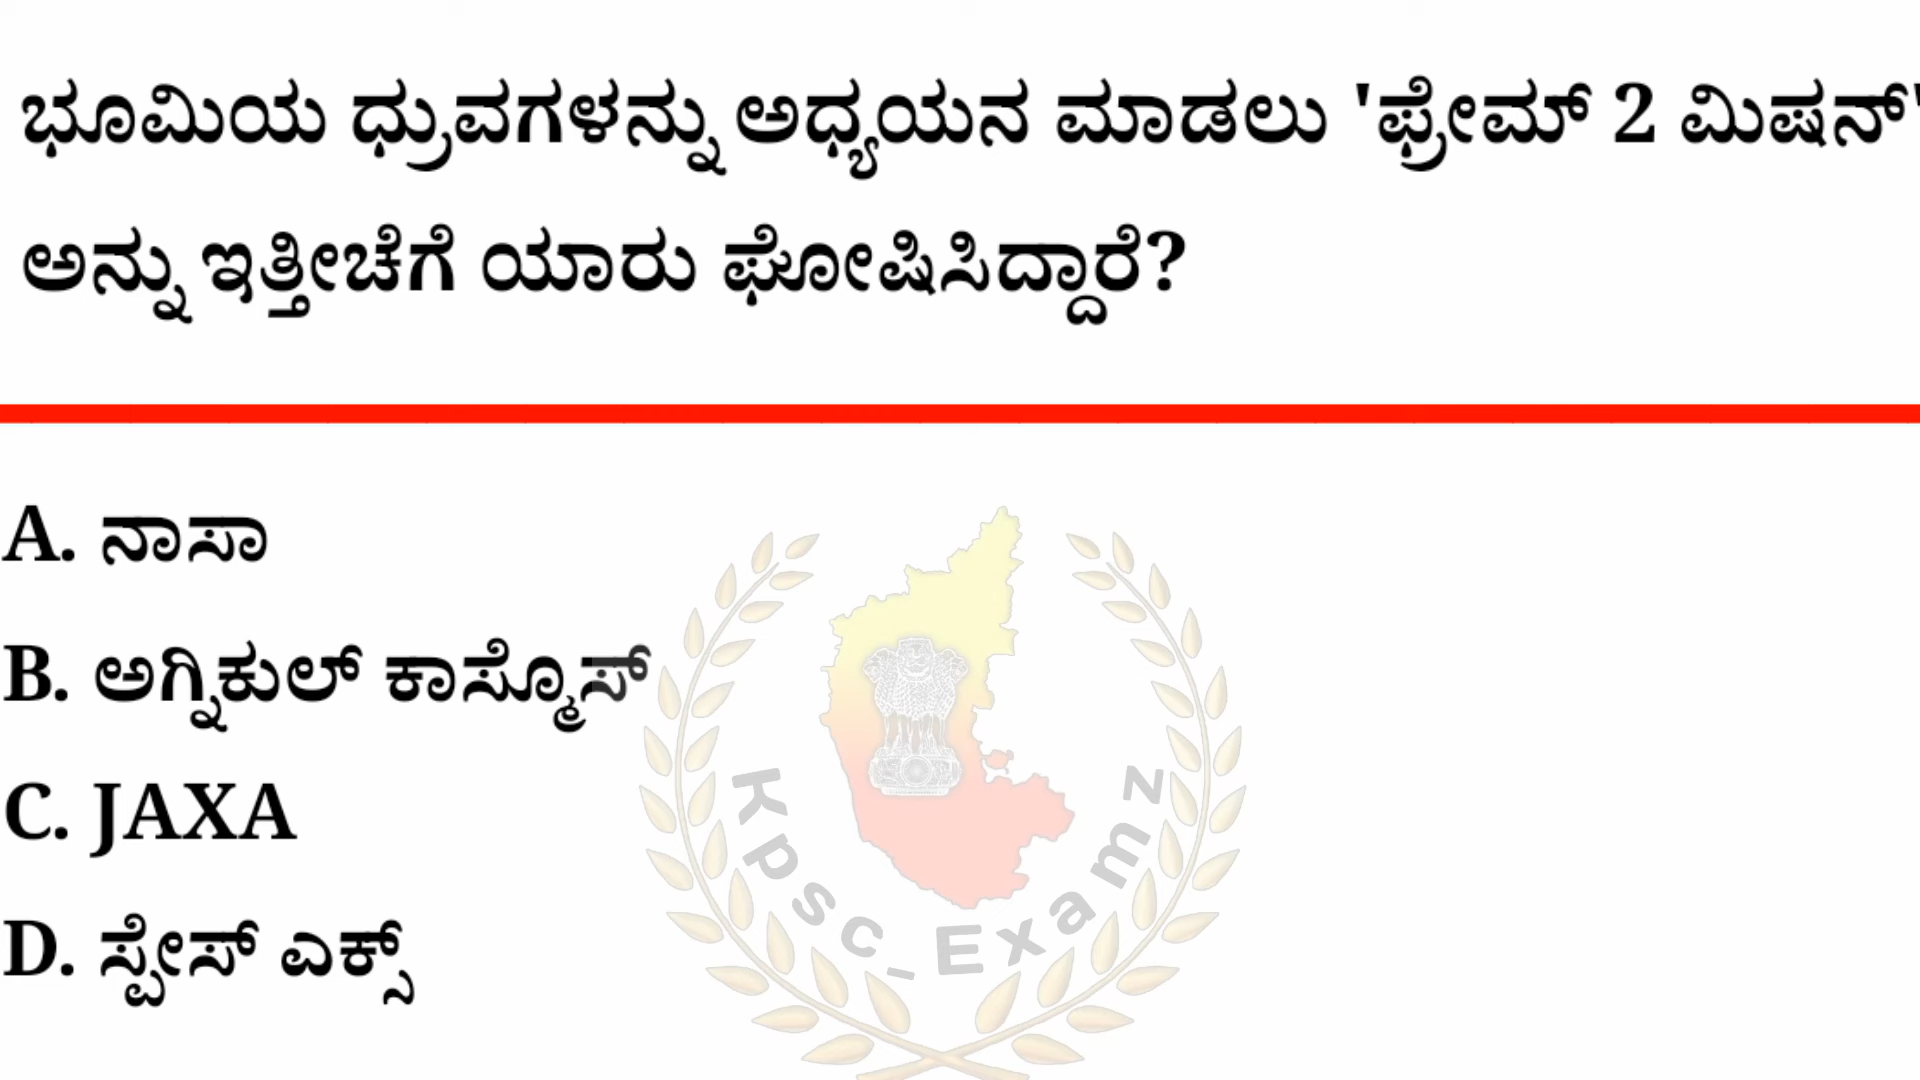 ಭೂಮಿಯ ಧ್ರುವಗಳನ್ನು ಅಧ್ಯಯನ ಮಾಡಲು 'ಫ್ರೇಮ್ 2 ಮಿಷನ್'
ಅನ್ನು ಇತ್ತೀಚೆಗೆ ಯಾರು ಘೋಷಿಸಿದ್ದಾರೆ?
A. ನಾಸಾ
B. ಅಗ್ನಿಕುಲ್ ಕಾಸ್ಮೊಸ್
C. JAXA
D. ಸ್ಪೇಸ್ ಎಕ್ಸ್
Kpsc_Examz